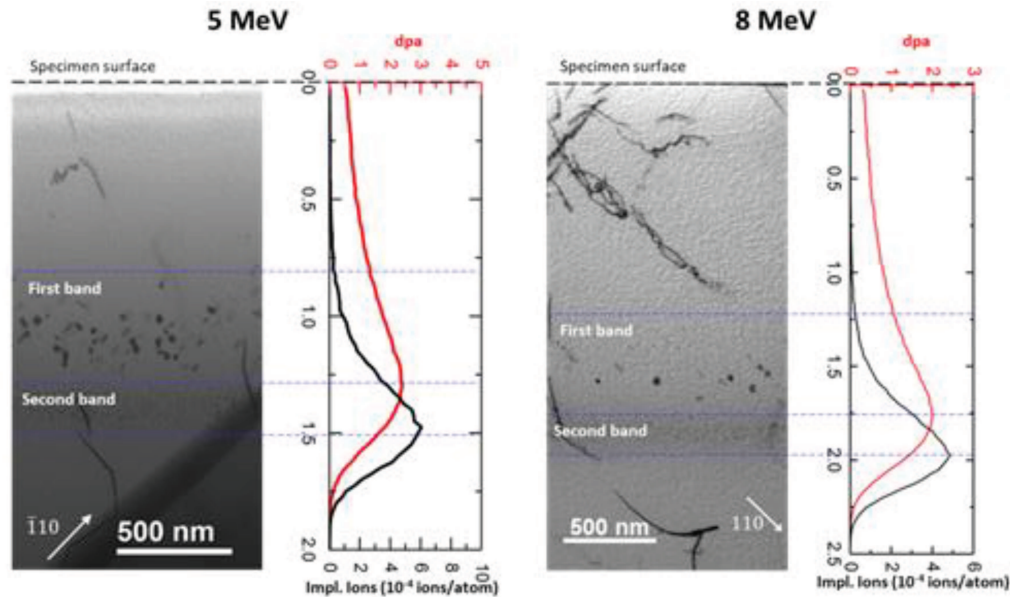 5 MeV
8 MeV
dpa
0 1 2 3 4 5
Specimen surface
0.0
0.5
1.0
1.5
2.0
First band
Second band
1̅10
500 nm
0 2 4 6 8 10
Impl. Ions (10⁻⁴ ions/atom)
dpa
0 1 2 3
Specimen surface
0.0
0.5
1.0
1.5
2.0
2.5
First band
Second band
110
500 nm
0 2 4 6 8
Impl. Ions (10⁻⁴ ions/atom)